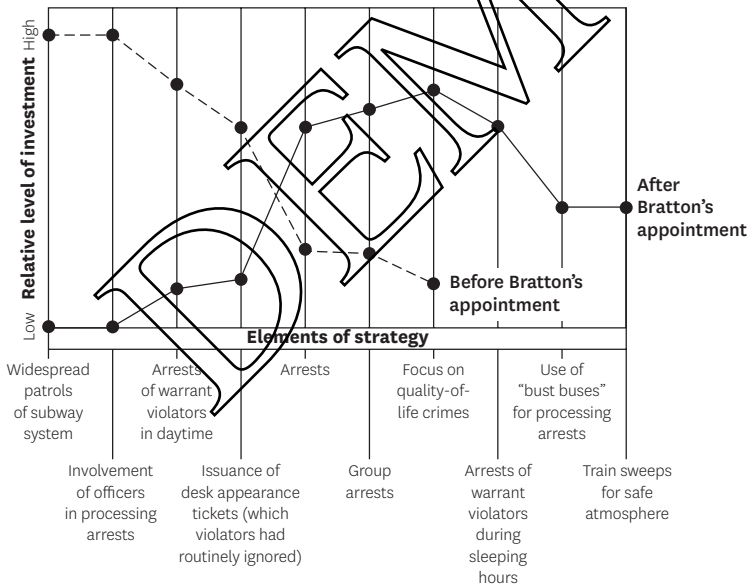 High
Relative level of investment
Low
After
Bratton’s
appointment
Before Bratton’s
appointment
Elements of strategy
Widespread
patrols
of subway
system
Arrests
of warrant
violators
in daytime
Arrests
Focus on
quality-of-
life crimes
Use of
“bust buses”
for processing
arrests
Involvement
of officers
in processing
arrests
Issuance of
desk appearance
tickets (which
violators had
routinely ignored)
Group
arrests
Arrests of
warrant
violators
during
sleeping
hours
Train sweeps
for safe
atmosphere
DEM